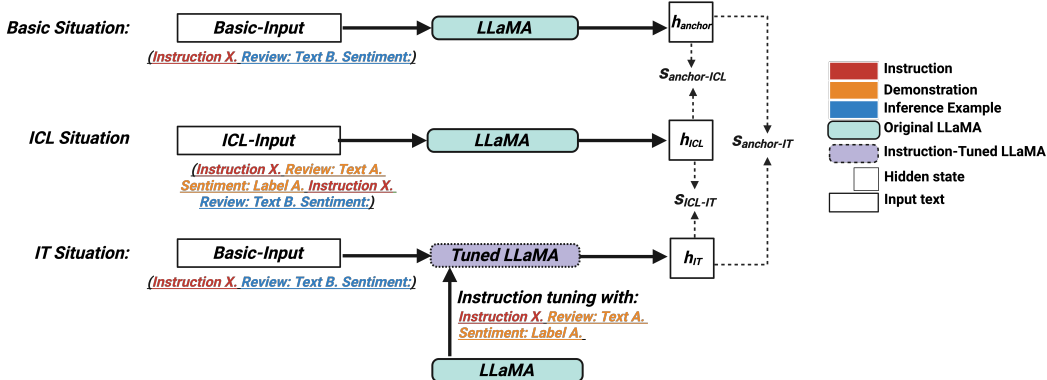 Basic Situation:
Basic-Input
LLaMA
h_anchor
(Instruction X. Review: Text B. Sentiment:)
s_anchor-ICL
ICL Situation
ICL-Input
LLaMA
h_ICL
s_anchor-IT
(Instruction X. Review: Text A.
Sentiment: Label A. Instruction X.
Review: Text B. Sentiment:)
s_ICL-IT
IT Situation:
Basic-Input
Tuned LLaMA
h_IT
(Instruction X. Review: Text B. Sentiment:)
Instruction tuning with:
Instruction X. Review: Text A.
Sentiment: Label A.
LLaMA
Instruction
Demonstration
Inference Example
Original LLaMA
Instruction-Tuned LLaMA
Hidden state
Input text